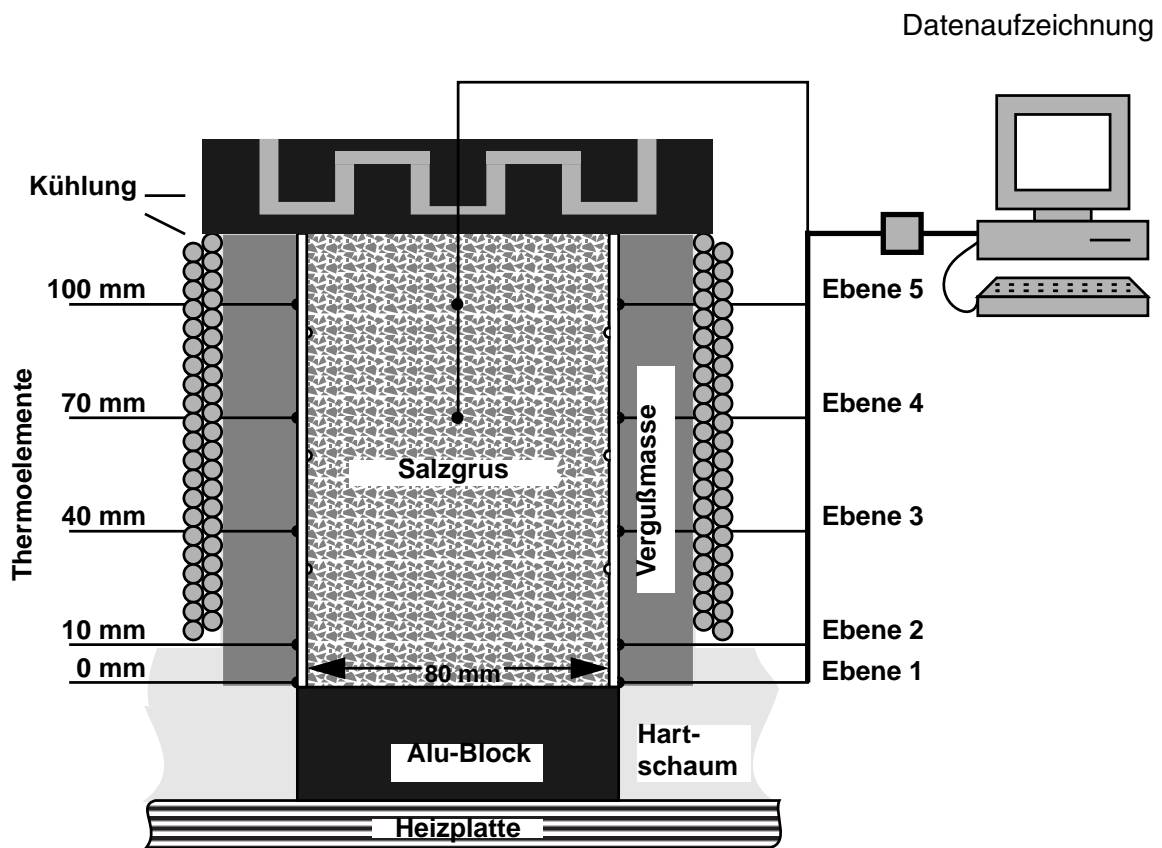 Datenaufzeichnung
Kühlung
100 mm
Ebene 5
70 mm
Ebene 4
Thermoelemente
Salzgrus
Vergußmasse
40 mm
Ebene 3
10 mm
Ebene 2
0 mm
80 mm
Ebene 1
Alu-Block
Hart-
schaum
Heizplatte